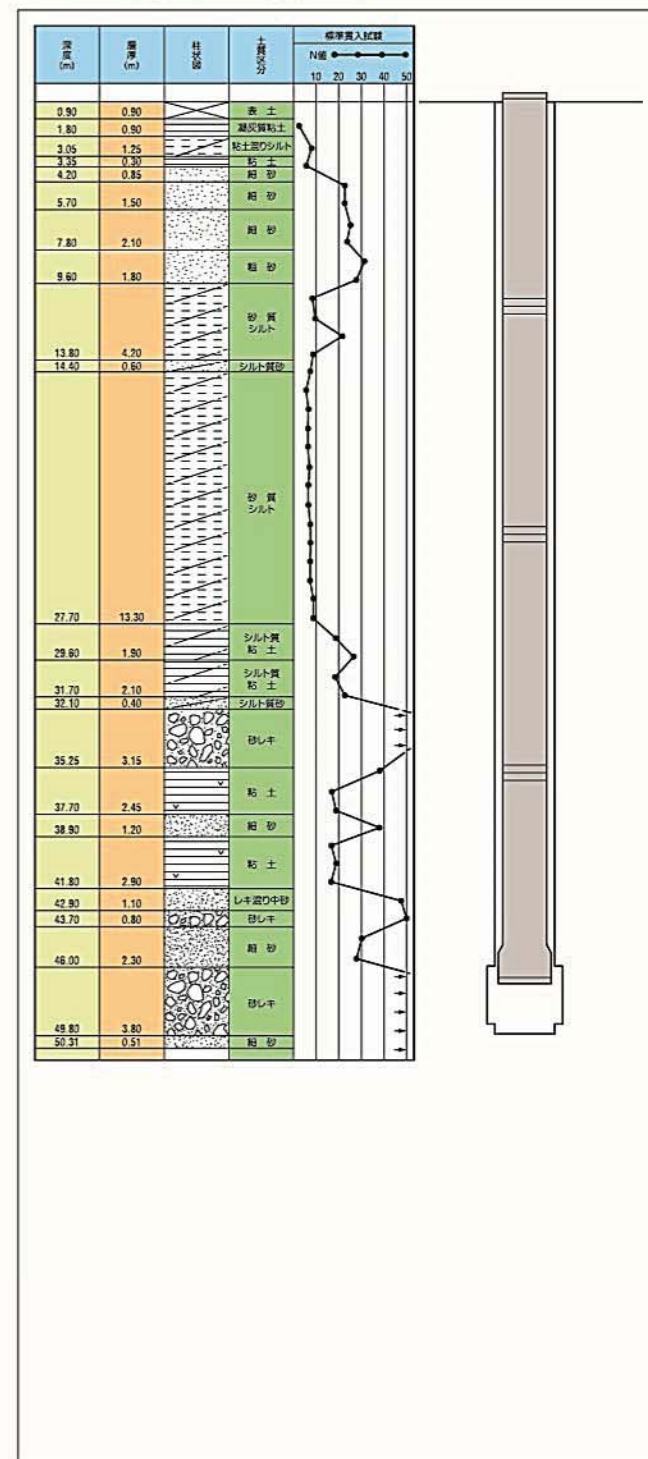 深度(m) 層厚(m) 柱状図 土質区分 標準貫入試験
N値
10 20 30 40 50
0.90 0.90 表土
1.80 0.90 凝灰質粘土
3.05 1.25 粘土混りシルト
3.35 0.30 粘土
4.20 0.85 細砂
5.70 1.50 細砂
7.80 2.10 細砂
9.60 1.80 粗砂
砂質
シルト
13.80 4.20
14.40 0.60 シルト質砂
砂質
シルト
27.70 13.30
シルト質
粘土
29.60 1.90
シルト質
粘土
31.70 2.10
32.10 0.40 シルト質砂
砂レキ
35.25 3.15
粘土
37.70 2.45
38.90 1.20 細砂
粘土
41.80 2.90
42.90 1.10 レキ混り中砂
43.70 0.80 砂レキ
細砂
46.00 2.30
砂レキ
49.80 3.80
50.31 0.51 細砂